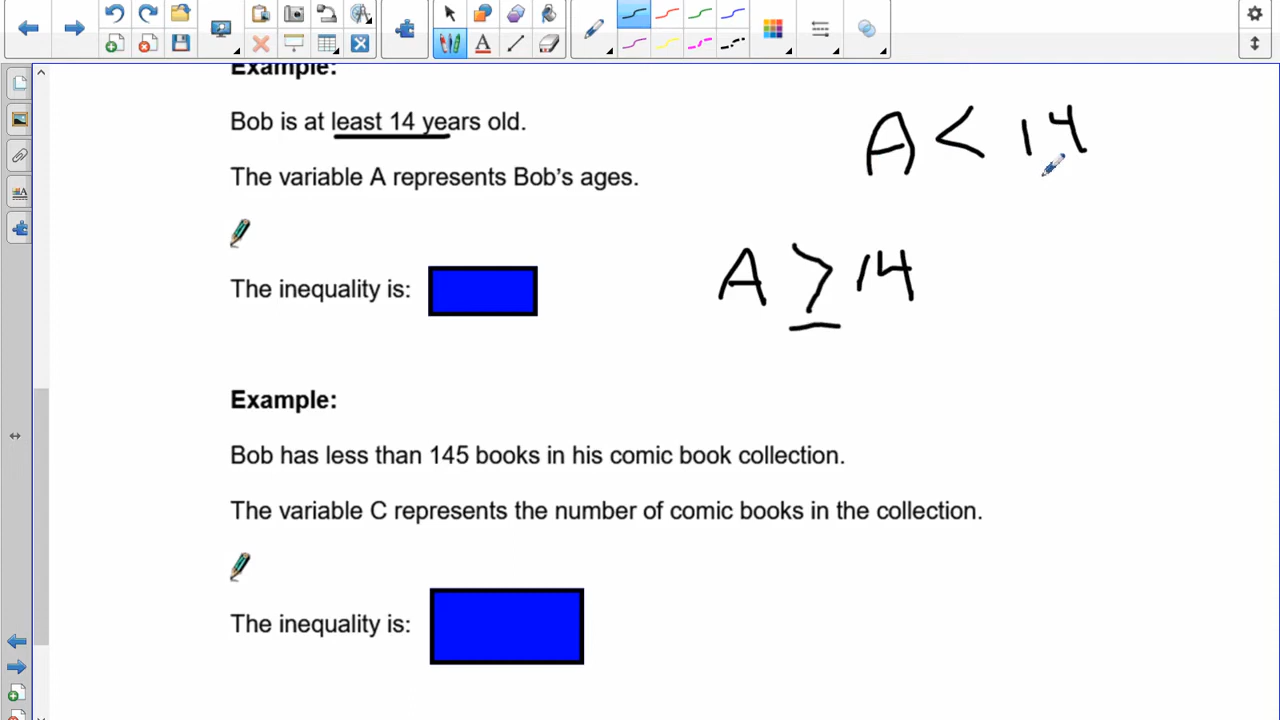 Example:
Bob is at least 14 years old.
A < 14
The variable A represents Bob's ages.
The inequality is:
A ≥ 14
Example:
Bob has less than 145 books in his comic book collection.
The variable C represents the number of comic books in the collection.
The inequality is: